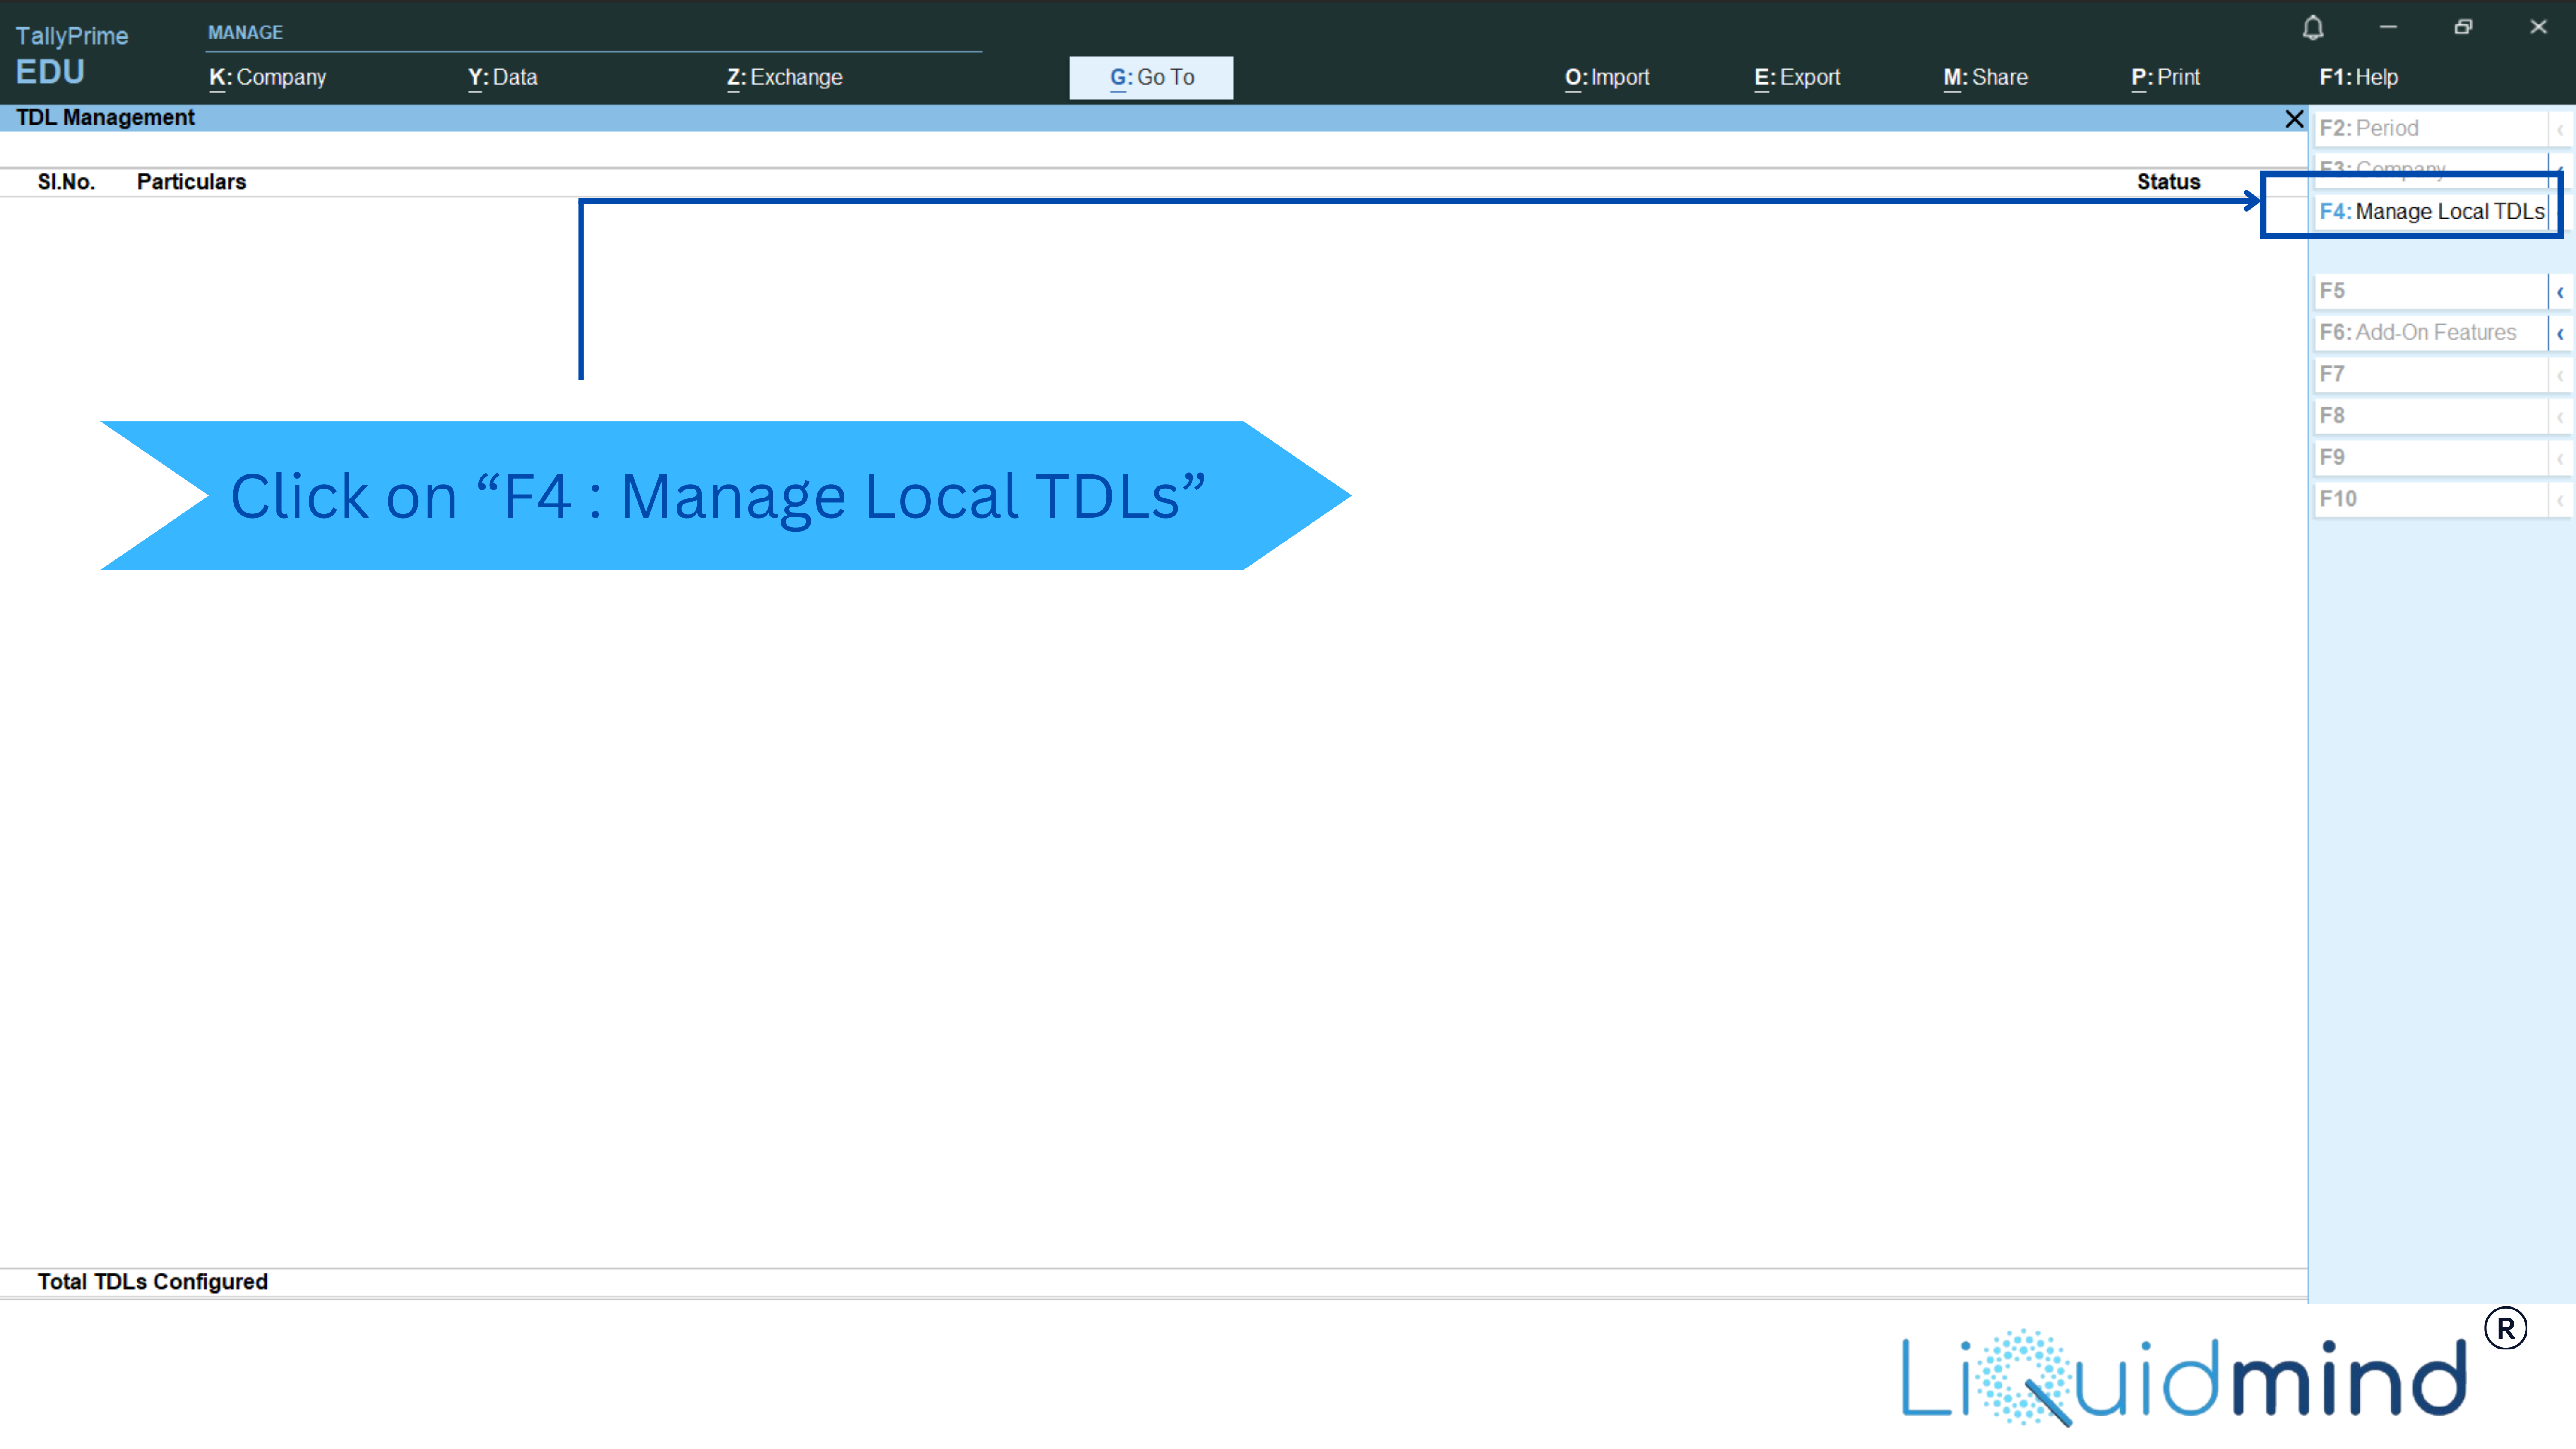 TallyPrime
EDU
MANAGE
K: Company
Y: Data
Z: Exchange
G: Go To
O: Import
E: Export
M: Share
P: Print
F1: Help
TDL Management
F2: Period
F3: Company
F4: Manage Local TDLs
F5
F6: Add-On Features
F7
F8
F9
F10
Sl.No. Particulars Status
Click on “F4 : Manage Local TDLs”
Total TDLs Configured
LiQuidmind ®